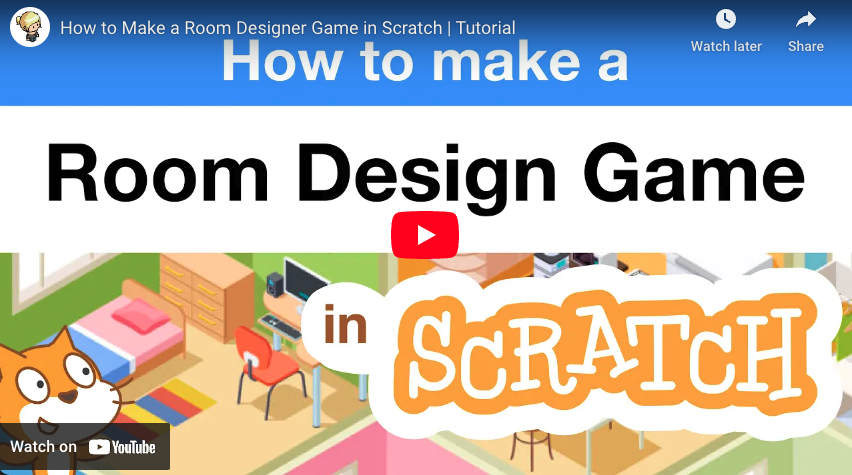 How to Make a Room Designer Game in Scratch | Tutorial
Watch later
Share
How to make a
Room Design Game
in SCRATCH
Watch on YouTube